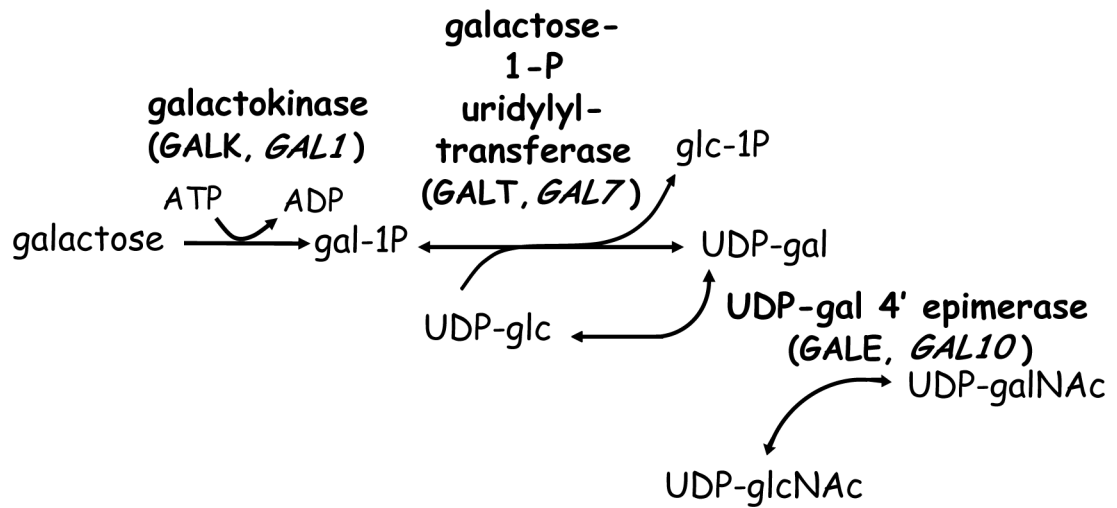 galactose-
1-P
uridylyl-
transferase
(GALT, GAL7)
galactokinase
(GALK, GAL1)
glc-1P
ATP
ADP
galactose
gal-1P
UDP-gal
UDP-glc
UDP-gal 4' epimerase
(GALE, GAL10)
UDP-galNAc
UDP-glcNAc